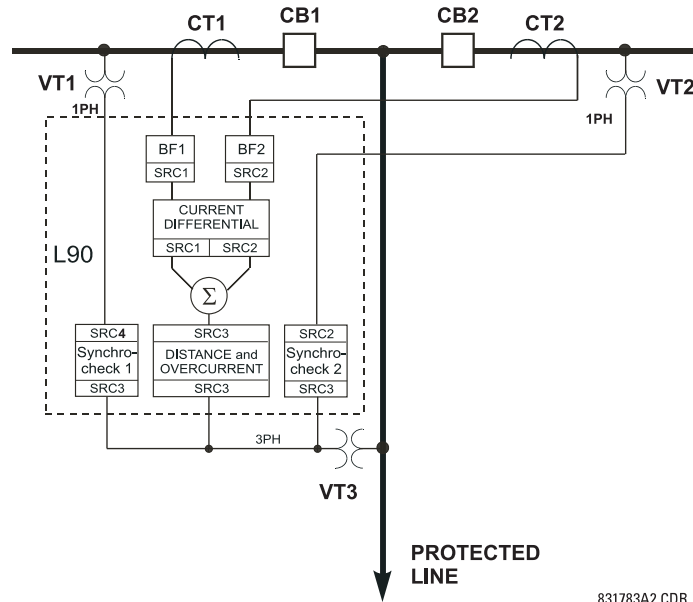 CT1
CB1
CB2
CT2
VT1
VT2
1PH
1PH
BF1
BF2
SRC1
SRC2
CURRENT
DIFFERENTIAL
SRC1
SRC2
L90
Σ
SRC4
SRC3
SRC2
Synchro-
check 1
DISTANCE and
OVERCURRENT
Synchro-
check 2
SRC3
SRC3
SRC3
3PH
VT3
PROTECTED
LINE
831783A2.CDR